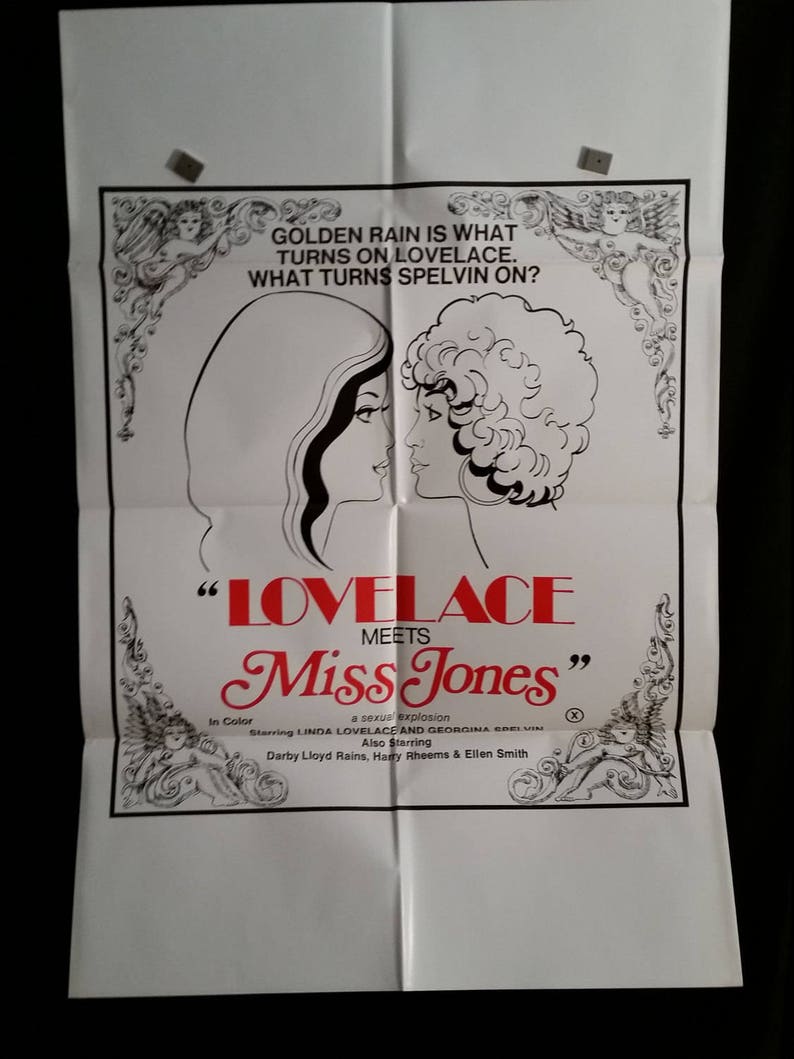 GOLDEN RAIN IS WHAT
TURNS ON LOVELACE.
WHAT TURNS SPELVIN ON?
“LOVELACE
MEETS
Miss Jones”
a sexual explosion
In Color
X
Starring LINDA LOVELACE AND GEORGINA SPELVIN
Also Starring
Darby Lloyd Rains, Harry Rheems & Ellen Smith